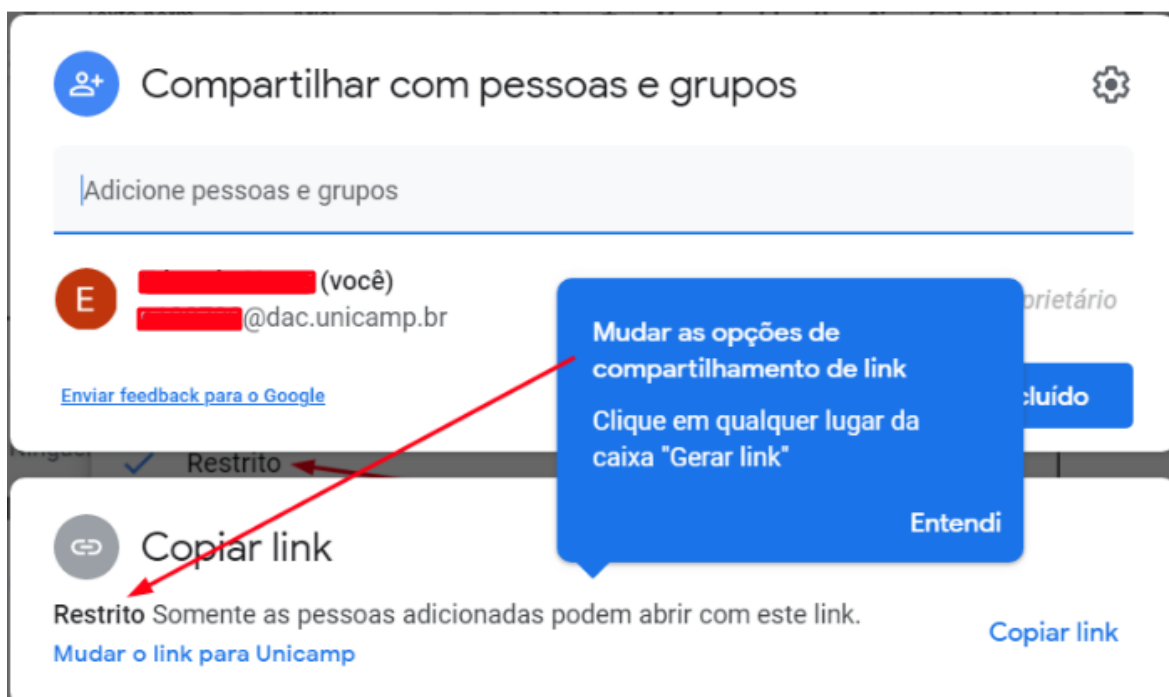 Compartilhar com pessoas e grupos
Adicione pessoas e grupos
E
(você)
@dac.unicamp.br
prietário
Mudar as opções de
compartilhamento de link
Clique em qualquer lugar da
caixa "Gerar link"
Entendi
Enviar feedback para o Google
cluído
Restrito
Copiar link
Restrito Somente as pessoas adicionadas podem abrir com este link.
Mudar o link para Unicamp
Copiar link